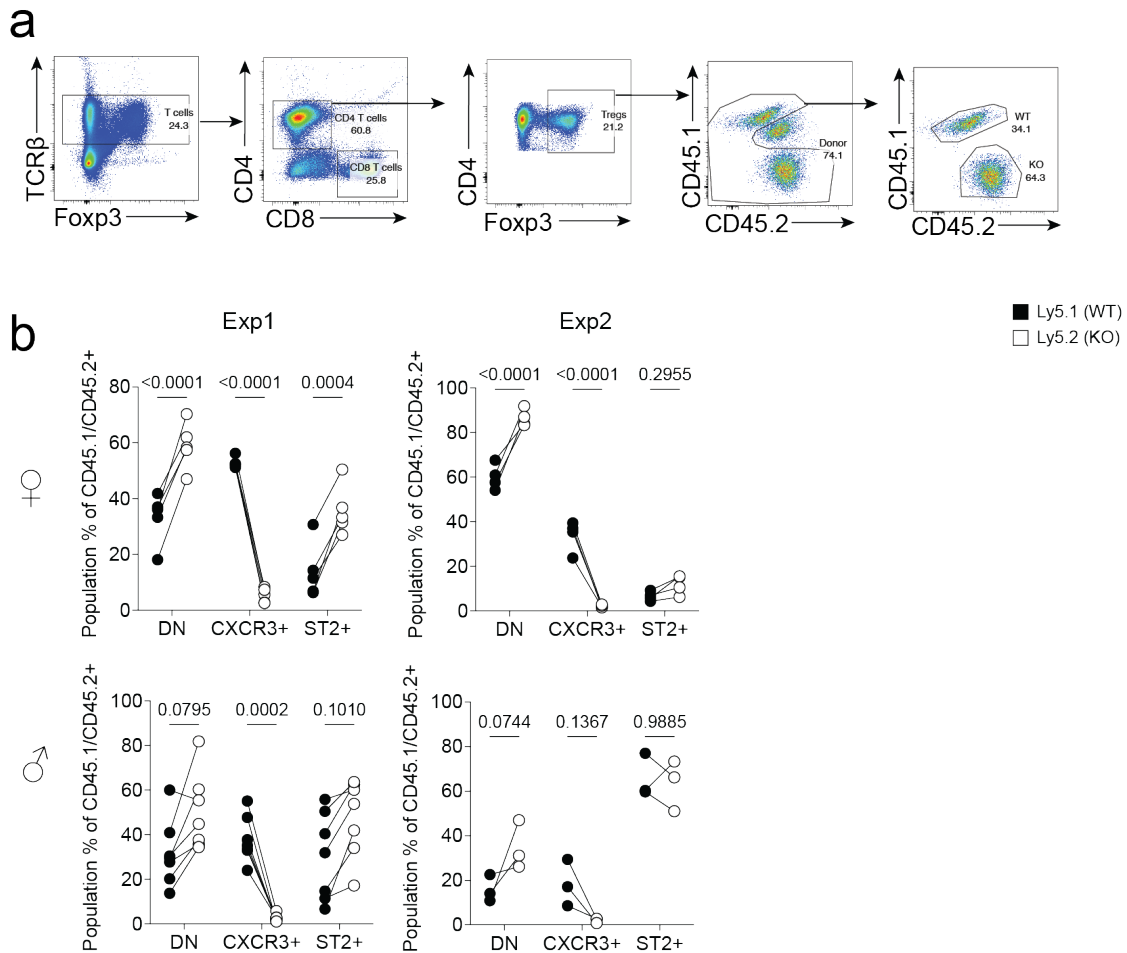 a
TCRβ
Foxp3
T cells
24.3
CD4
CD8
CD4 T cells
60.8
CD8 T cells
25.8
CD4
Foxp3
Tregs
21.2
CD45.1
CD45.2
Donor
74.1
CD45.1
CD45.2
WT
34.1
KO
64.3
b
Exp1
Exp2
Ly5.1 (WT)
Ly5.2 (KO)
♀
Population % of CD45.1/CD45.2+
80
60
40
20
0
<0.0001 <0.0001 0.0004
DN CXCR3+ ST2+
Population % of CD45.1/CD45.2+
100
80
60
40
20
0
<0.0001 <0.0001 0.2955
DN CXCR3+ ST2+
♂
Population % of CD45.1/CD45.2+
100
80
60
40
20
0
0.0795 0.0002 0.1010
DN CXCR3+ ST2+
Population % of CD45.1/CD45.2+
100
80
60
40
20
0
0.0744 0.1367 0.9885
DN CXCR3+ ST2+